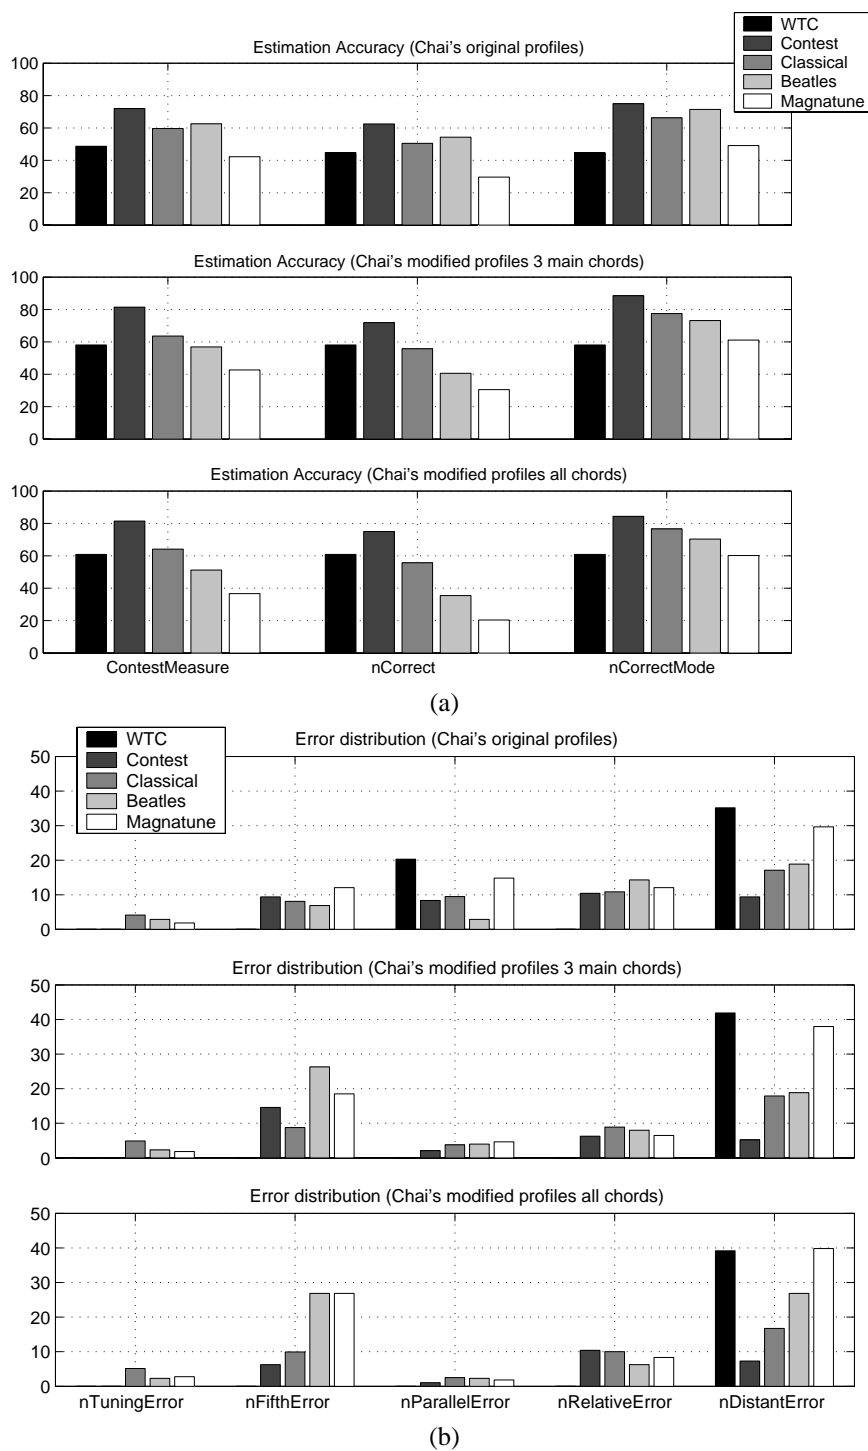 Estimation Accuracy (Chai's original profiles)
WTC
Contest
Classical
Beatles
Magnatune
100
80
60
40
20
0
Estimation Accuracy (Chai's modified profiles 3 main chords)
100
80
60
40
20
0
Estimation Accuracy (Chai's modified profiles all chords)
100
80
60
40
20
0
ContestMeasure nCorrect nCorrectMode
(a)
Error distribution (Chai's original profiles)
WTC
Contest
Classical
Beatles
Magnatune
50
40
30
20
10
0
Error distribution (Chai's modified profiles 3 main chords)
50
40
30
20
10
0
Error distribution (Chai's modified profiles all chords)
50
40
30
20
10
0
nTuningError nFifthError nParallelError nRelativeError nDistantError
(b)